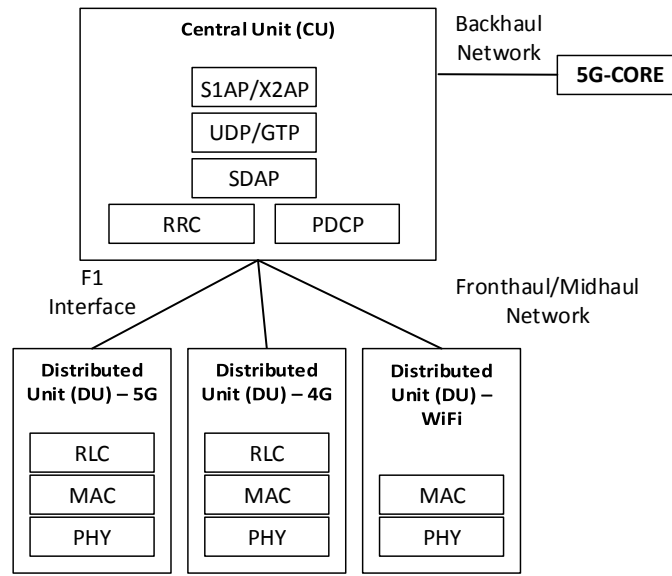 Central Unit (CU)
S1AP/X2AP
UDP/GTP
SDAP
RRC
PDCP
Backhaul
Network
5G-CORE
F1
Interface
Fronthaul/Midhaul
Network
Distributed
Unit (DU) – 5G
RLC
MAC
PHY
Distributed
Unit (DU) – 4G
RLC
MAC
PHY
Distributed
Unit (DU) –
WiFi
MAC
PHY